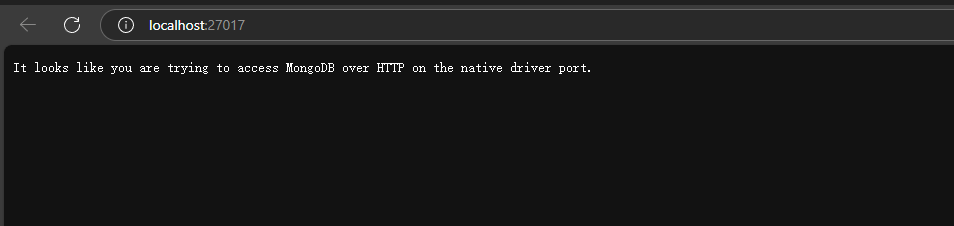 localhost:27017
It looks like you are trying to access MongoDB over HTTP on the native driver port.